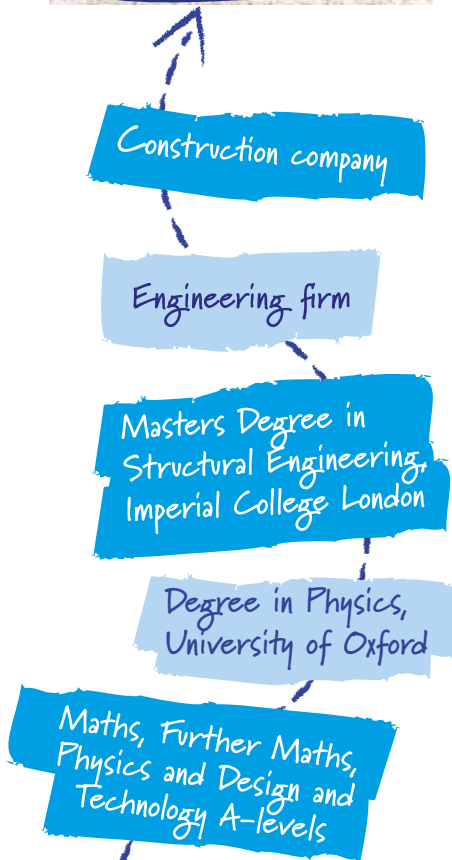 Construction company
Engineering firm
Masters Degree in
Structural Engineering,
Imperial College London
Degree in Physics,
University of Oxford
Maths, Further Maths,
Physics and Design and
Technology A-levels